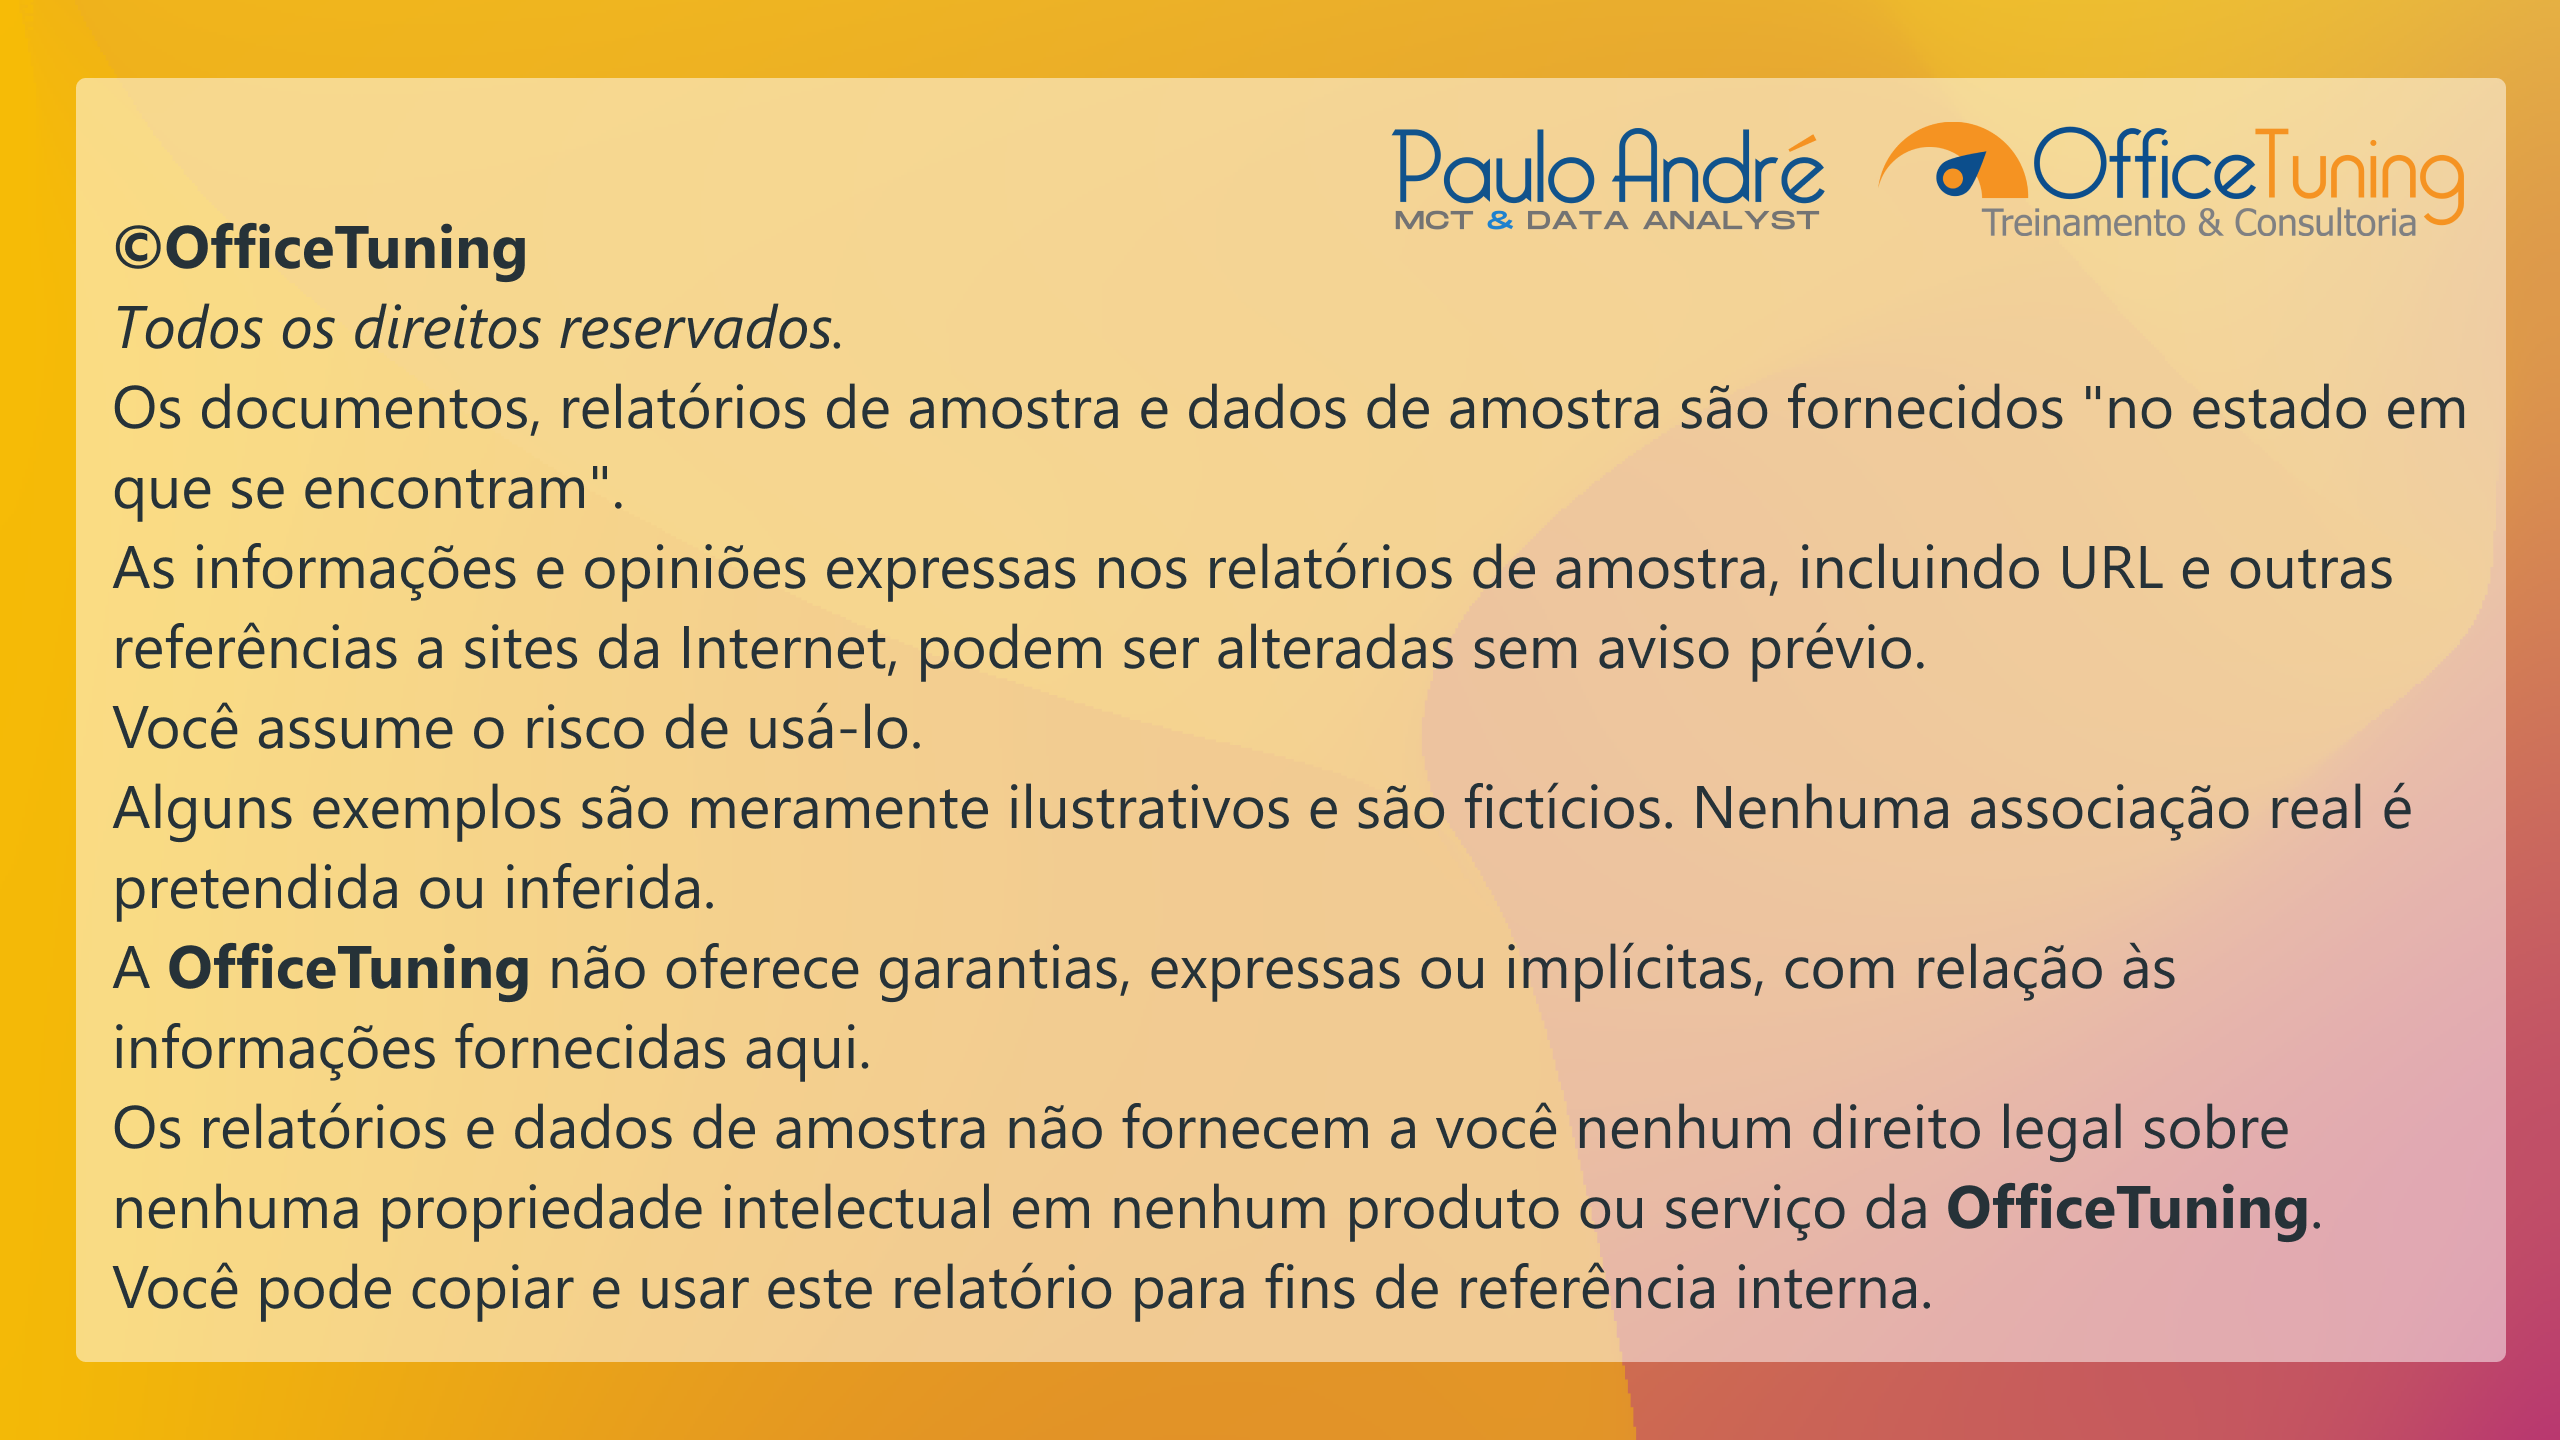 Paulo André
MCT & DATA ANALYST
OfficeTuning
Treinamento & Consultoria
©OfficeTuning
Todos os direitos reservados.
Os documentos, relatórios de amostra e dados de amostra são fornecidos "no estado em
que se encontram".
As informações e opiniões expressas nos relatórios de amostra, incluindo URL e outras
referências a sites da Internet, podem ser alteradas sem aviso prévio.
Você assume o risco de usá-lo.
Alguns exemplos são meramente ilustrativos e são fictícios. Nenhuma associação real é
pretendida ou inferida.
A OfficeTuning não oferece garantias, expressas ou implícitas, com relação às
informações fornecidas aqui.
Os relatórios e dados de amostra não fornecem a você nenhum direito legal sobre
nenhuma propriedade intelectual em nenhum produto ou serviço da OfficeTuning.
Você pode copiar e usar este relatório para fins de referência interna.